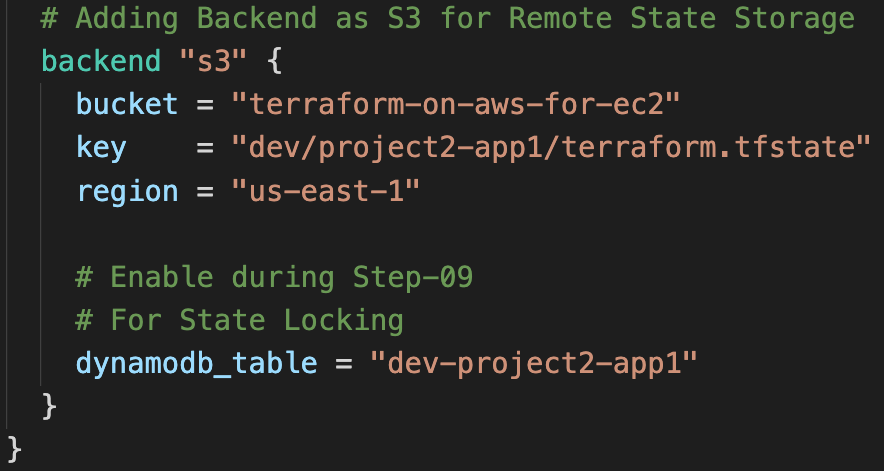 # Adding Backend as S3 for Remote State Storage
backend "s3" {
bucket = "terraform-on-aws-for-ec2"
key    = "dev/project2-app1/terraform.tfstate"
region = "us-east-1"
# Enable during Step-09
# For State Locking
dynamodb_table = "dev-project2-app1"
}
}